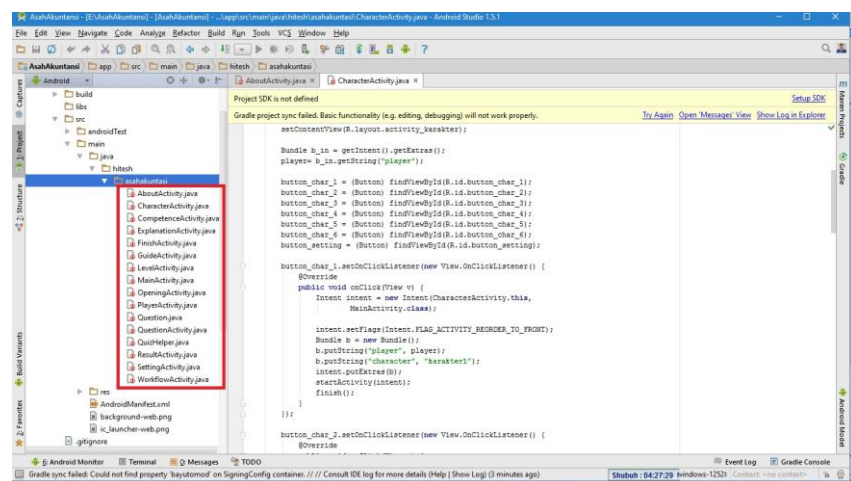 AsahAkuntansi - [E:\AsahAkuntansi] - [AsahAkuntansi] - ...\app\src\main\java\hitesh\asahakuntasi\CharacterActivity.java - Android Studio 1.5.1
File Edit View Navigate Code Analyze Refactor Build Run Tools VCS Window Help
AsahAkuntansi app src main java hitesh asahakuntasi
Android
AboutActivity.java
CharacterActivity.java
build
libs
src
androidTest
main
java
hitesh
asahakuntasi
AboutActivity.java
CharacterActivity.java
CompetenceActivity.java
ExplanationActivity.java
FinishActivity.java
GuideActivity.java
LevelActivity.java
MainActivity.java
OpeningActivity.java
PlayerActivity.java
Question.java
QuestionActivity.java
QuizHelper.java
ResultActivity.java
SettingActivity.java
WorkflowActivity.java
res
AndroidManifest.xml
background-web.png
ic_launcher-web.png
.gitignore
Project SDK is not defined
Setup SDK
Gradle project sync failed. Basic functionality (e.g. editing, debugging) will not work properly.
Try Again Open 'Messages' View Show Log in Explorer
setContentView(R.layout.activity_karakter);
Bundle b_in = getIntent().getExtras();
player= b_in.getString("player");
button_char_1 = (Button) findViewById(R.id.button_char_1);
button_char_2 = (Button) findViewById(R.id.button_char_2);
button_char_3 = (Button) findViewById(R.id.button_char_3);
button_char_4 = (Button) findViewById(R.id.button_char_4);
button_char_5 = (Button) findViewById(R.id.button_char_5);
button_char_6 = (Button) findViewById(R.id.button_char_6);
button_setting = (Button) findViewById(R.id.button_setting);
button_char_1.setOnClickListener(new View.OnClickListener() {
@Override
public void onClick(View v) {
Intent intent = new Intent(CharacterActivity.this,
MainActivity.class);
intent.setFlags(Intent.FLAG_ACTIVITY_REORDER_TO_FRONT);
Bundle b = new Bundle();
b.putString("player", player);
b.putString("character", "karakter1");
intent.putExtras(b);
startActivity(intent);
finish();
}
});
button_char_2.setOnClickListener(new View.OnClickListener() {
@Override
Captures
1: Project
7: Structure
Build Variants
2: Favorites
Maven Projects
Gradle
Android Model
6: Android Monitor
Terminal
0: Messages
TODO
Event Log
Gradle Console
Gradle sync failed: Could not find property 'bayutomod' on SigningConfig container. // // Consult IDE log for more details (Help | Show Log) (3 minutes ago)
Shubuh : 04:27:29
windows-1252
Context: <no context>